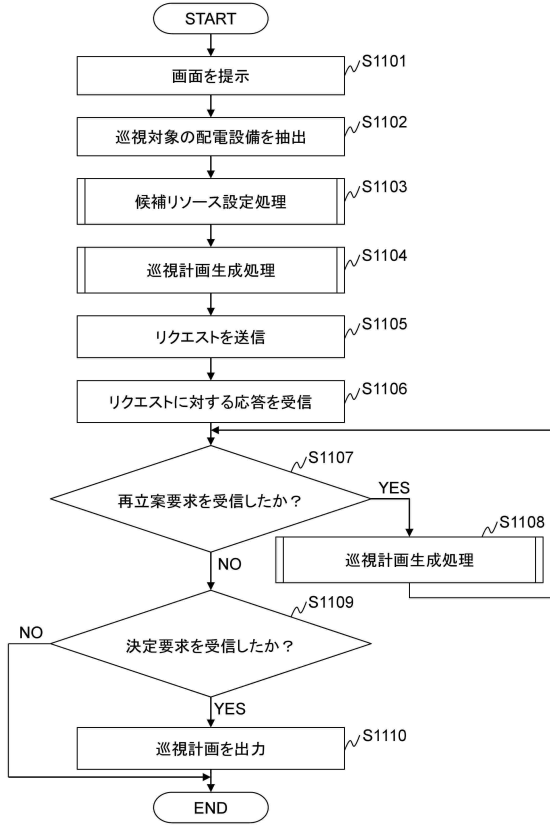 START
画面を提示
S1101
巡視対象の配電設備を抽出
S1102
候補リソース設定処理
S1103
巡視計画生成処理
S1104
リクエストを送信
S1105
リクエストに対する応答を受信
S1106
再立案要求を受信したか？
S1107
YES
巡視計画生成処理
S1108
NO
決定要求を受信したか？
S1109
NO
YES
巡視計画を出力
S1110
END